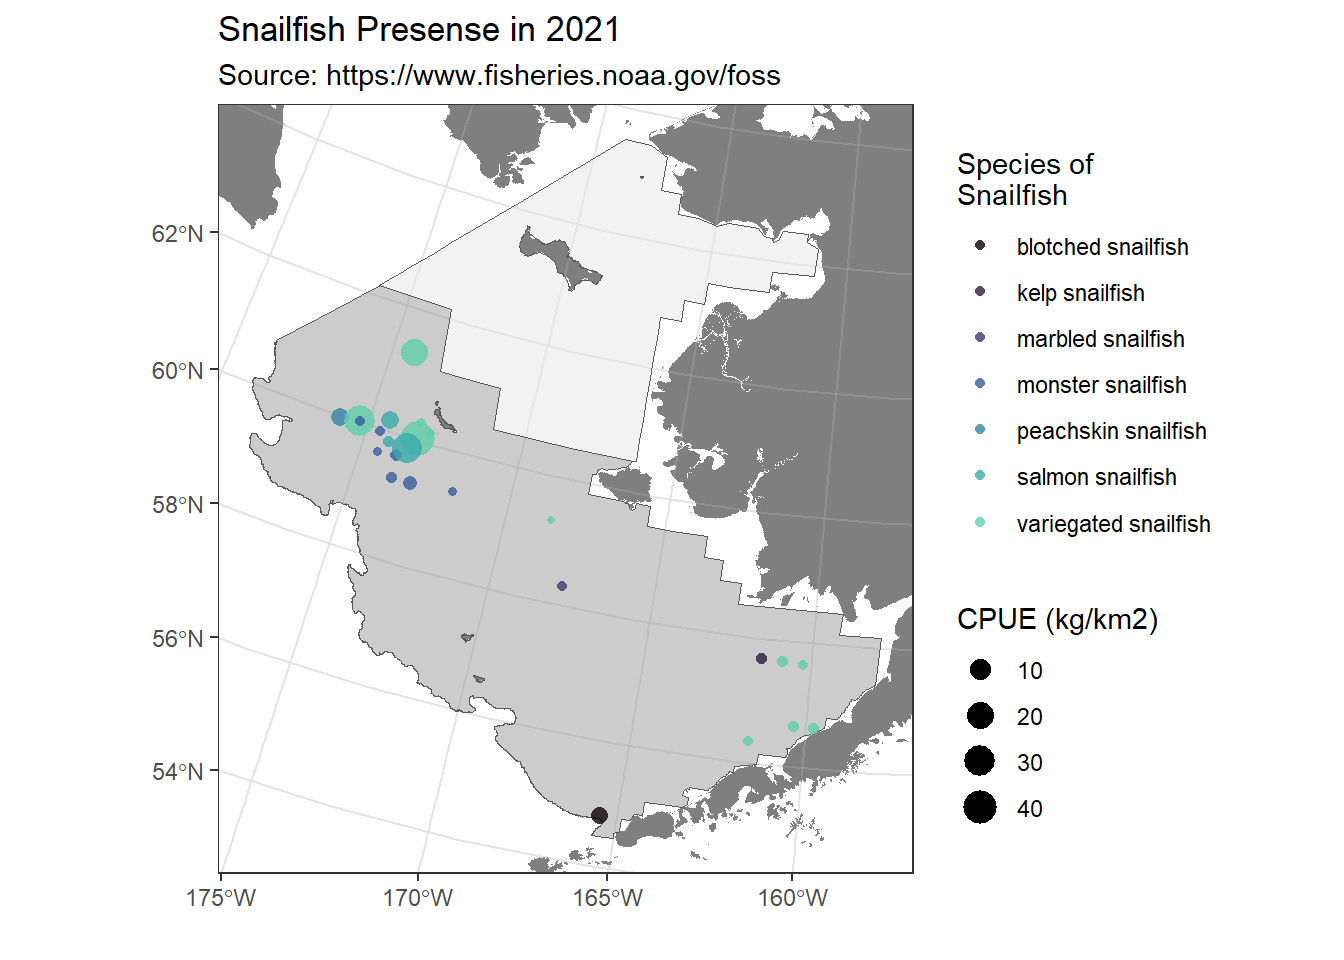 Snailfish Presense in 2021
Source: https://www.fisheries.noaa.gov/foss
62°N
60°N
58°N
56°N
54°N
175°W
170°W
165°W
160°W
Species of
Snailfish
blotched snailfish
kelp snailfish
marbled snailfish
monster snailfish
peachskin snailfish
salmon snailfish
variegated snailfish
CPUE (kg/km2)
10
20
30
40